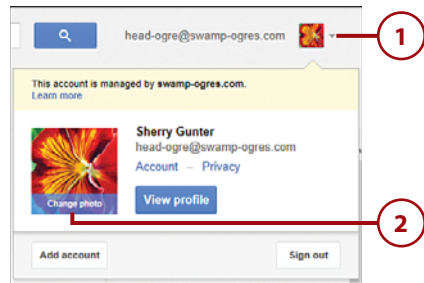 head-ogre@swamp-ogres.com
1
This account is managed by swamp-ogres.com.
Learn more
Sherry Gunter
head-ogre@swamp-ogres.com
Account – Privacy
Change photo
View profile
2
Add account
Sign out